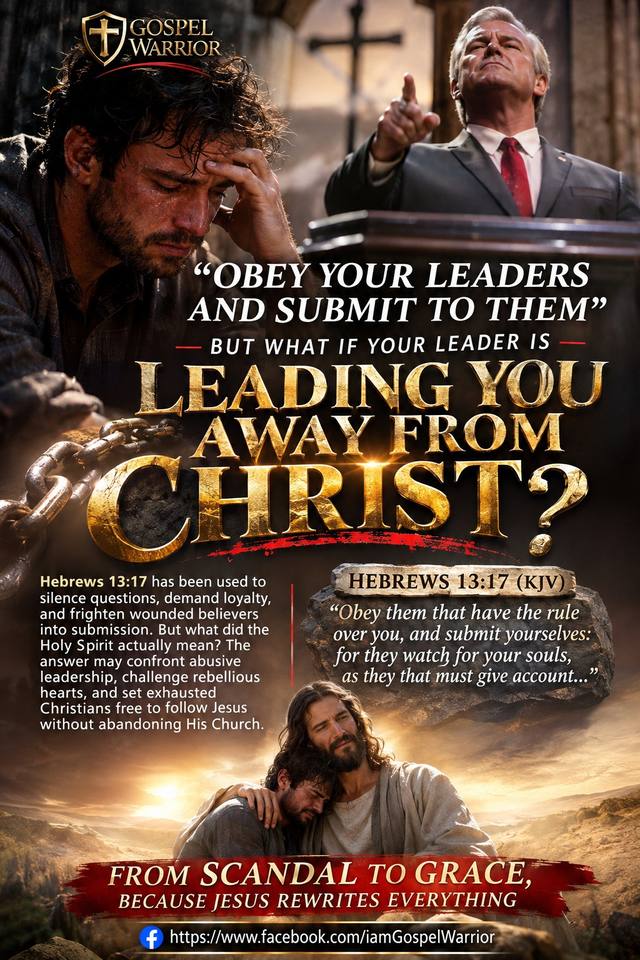 GOSPEL
WARRIOR
“OBEY YOUR LEADERS
AND SUBMIT TO THEM”
BUT WHAT IF YOUR LEADER IS
LEADING YOU
AWAY FROM
CHRIST?
Hebrews 13:17 has been used to
silence questions, demand loyalty,
and frighten wounded believers
into submission. But what did the
Holy Spirit actually mean? The
answer may confront abusive
leadership, challenge rebellious
hearts, and set exhausted
Christians free to follow Jesus
without abandoning His Church.
HEBREWS 13:17 (KJV)
“Obey them that have the rule
over you, and submit yourselves:
for they watch for your souls,
as they that must give account...”
FROM SCANDAL TO GRACE,
BECAUSE JESUS REWRITES EVERYTHING
https://www.facebook.com/iamGospelWarrior